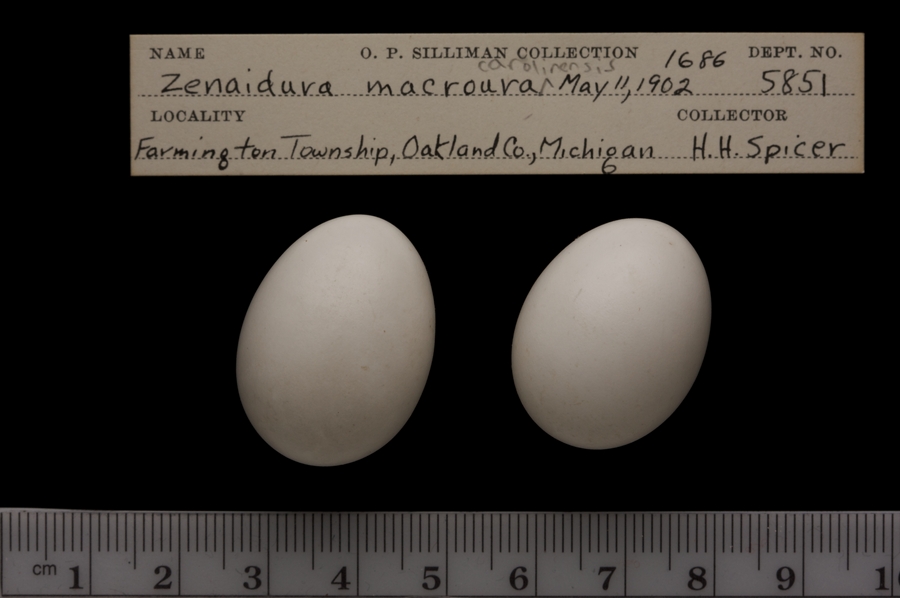 NAME O. P. SILLIMAN COLLECTION 1686 DEPT. NO.
carolinensis
Zenaidura macroura ^ May 11, 1902 5851
LOCALITY COLLECTOR
Farmington Township, Oakland Co., Michigan H.H. Spicer
6
cm 1 2 3 4 5 6 7 8 9 1